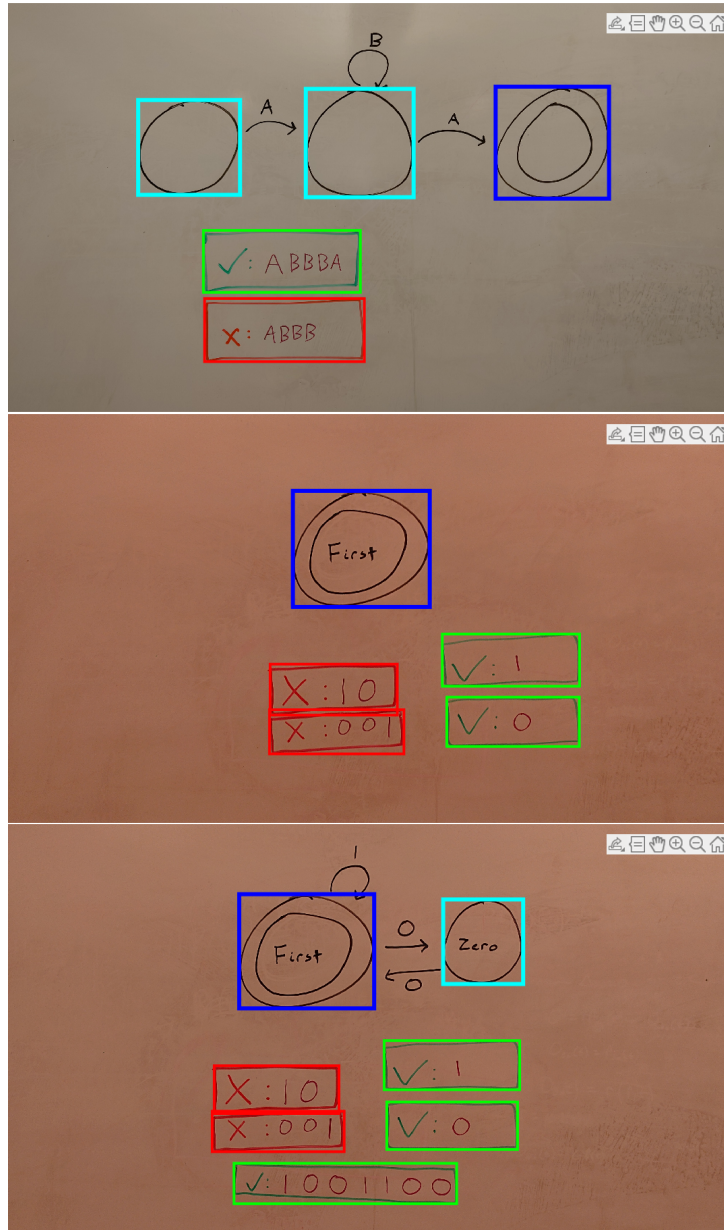 B
A
A
✓: ABBBA
X: ABBB
First
✓: 1
X: 10
✓: 0
X: 001
1
0
First
Zero
0
✓: 1
X: 10
✓: 0
X: 001
✓: 1001100